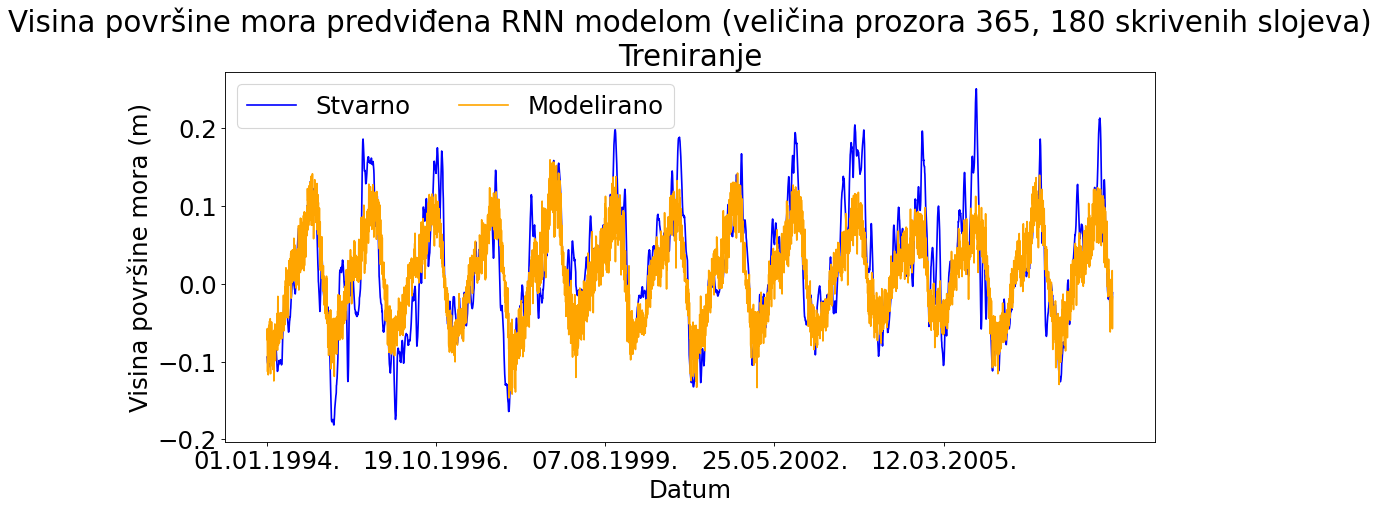 Visina površine mora predviđena RNN modelom (veličina prozora 365, 180 skrivenih slojeva)
Treniranje
Stvarno
Modelirano
Visina površine mora (m)
0.2
0.1
0.0
−0.1
−0.2
01.01.1994.
19.10.1996.
07.08.1999.
25.05.2002.
12.03.2005.
Datum